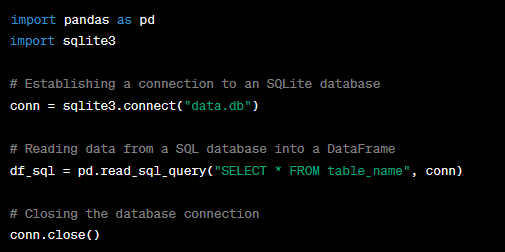 import pandas as pd
import sqlite3
# Establishing a connection to an SQLite database
conn = sqlite3.connect("data.db")
# Reading data from a SQL database into a DataFrame
df_sql = pd.read_sql_query("SELECT * FROM table_name", conn)
# Closing the database connection
conn.close()